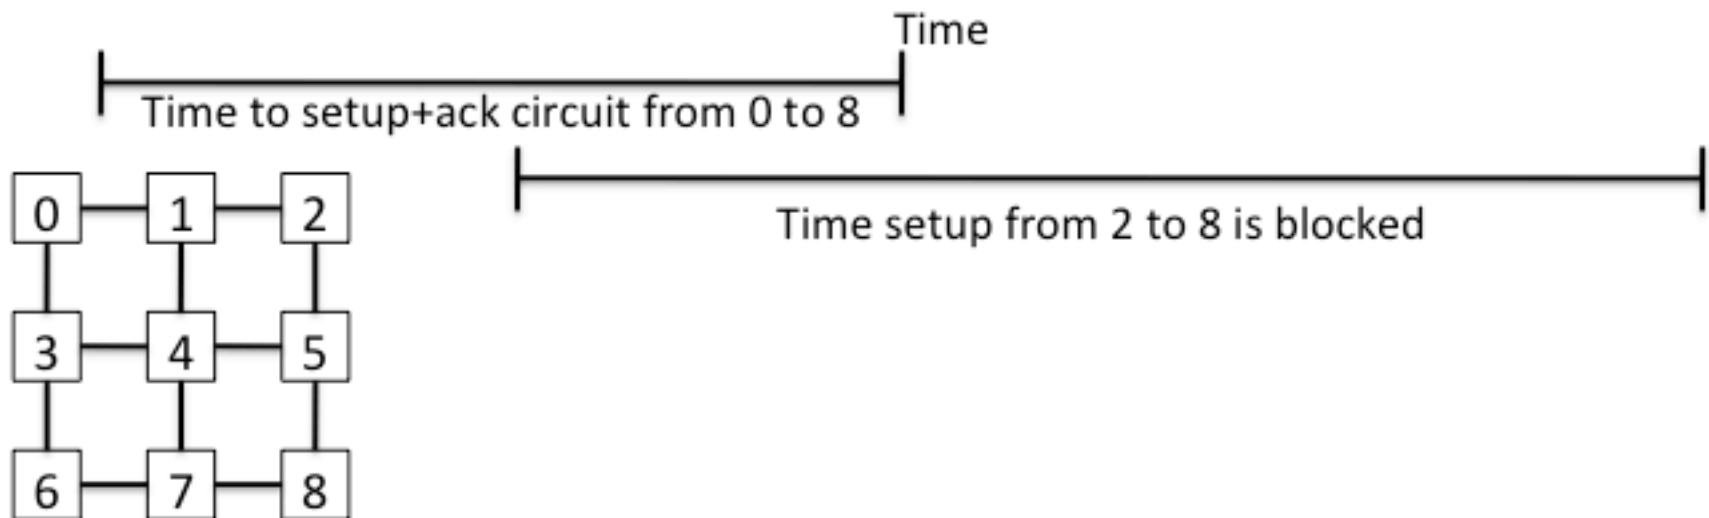 Time
Time to setup+ack circuit from 0 to 8
Time setup from 2 to 8 is blocked
0 1 2
3 4 5
6 7 8